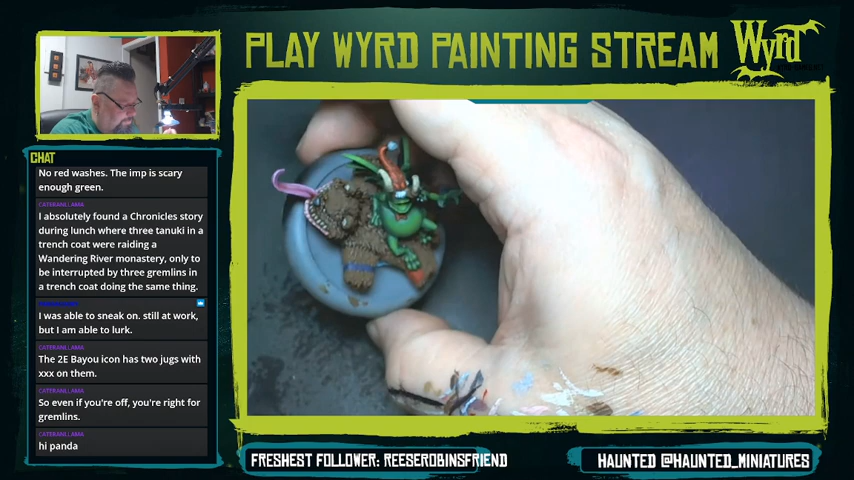 PLAY WYRD PAINTING STREAM
Wyrd
CHAT
No red washes. The imp is scary
enough green.
CATERANLLAMA
I absolutely found a Chronicles story
during lunch where three tanuki in a
trench coat were raiding a
Wandering River monastery, only to
be interrupted by three gremlins in
a trench coat doing the same thing.
I was able to sneak on. still at work,
but I am able to lurk.
CATERANLLAMA
The 2E Bayou icon has two jugs with
xxx on them.
CATERANLLAMA
So even if you're off, you're right for
gremlins.
CATERANLLAMA
hi panda
FRESHEST FOLLOWER: REESEROBINSFRIEND
HAUNTED @HAUNTED_MINIATURES